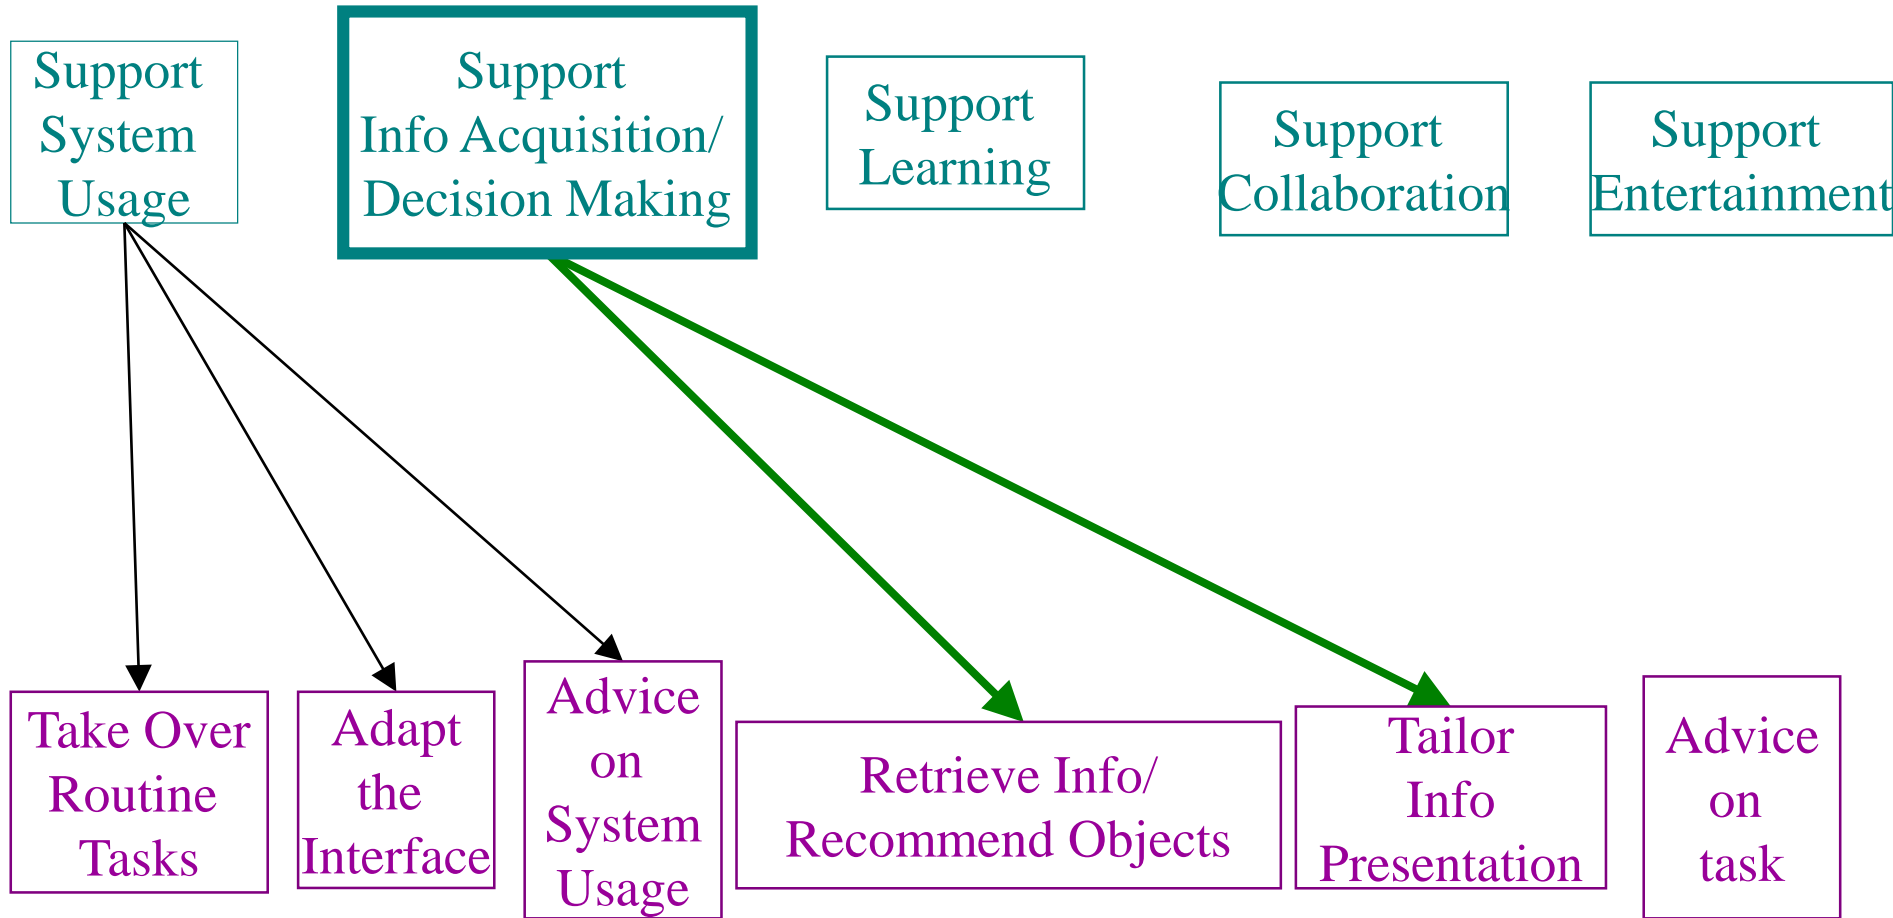 Support
System
Usage
Support
Info Acquisition/
Decision Making
Support
Learning
Support
Collaboration
Support
Entertainment
Take Over
Routine
Tasks
Adapt
the
Interface
Advice
on
System
Usage
Retrieve Info/
Recommend Objects
Tailor
Info
Presentation
Advice
on
task